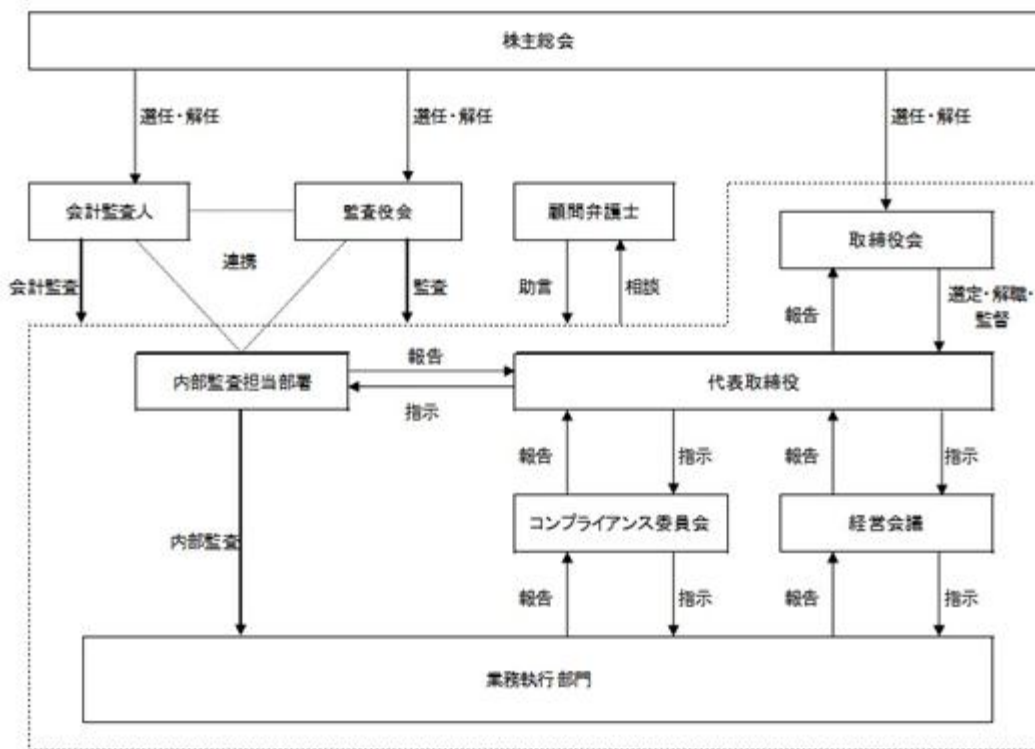 株主総会
選任・解任
選任・解任
選任・解任
会計監査人
監査役会
顧問弁護士
取締役会
連携
会計監査
監査
助言
相談
報告
選定・解職・
監督
内部監査担当部署
報告
指示
代表取締役
報告
指示
報告
指示
コンプライアンス委員会
経営会議
内部監査
報告
指示
報告
指示
業務執行部門